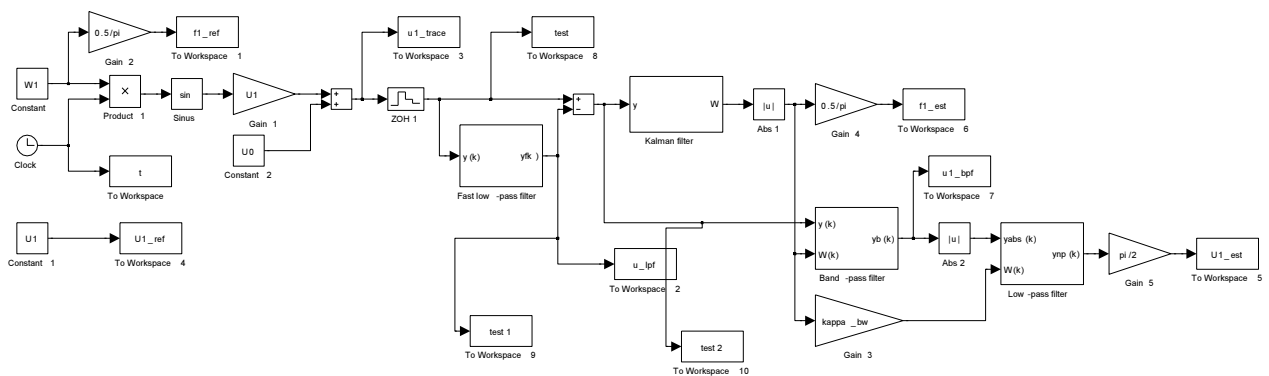 0.5/pi
Gain 2
f1_ref
To Workspace 1
W1
Constant
×
Product 1
sin
Sinus
U1
Gain 1
U0
Constant 2
Clock
t
To Workspace
U1
Constant 1
U1_ref
To Workspace 4
+
+
u1_trace
To Workspace 3
ZOH 1
test
To Workspace 8
y (k)
yfk )
Fast low -pass filter
+
−
y
W
Kalman filter
|u|
Abs 1
0.5/pi
Gain 4
f1_est
To Workspace 6
u1_bpf
To Workspace 7
y (k)
W(k)
yb (k)
Band -pass filter
|u|
Abs 2
yabs (k)
W(k)
ynp (k)
Low -pass filter
pi /2
Gain 5
U1_est
To Workspace 5
u_lpf
To Workspace 2
kappa _bw
Gain 3
test 1
To Workspace 9
test 2
To Workspace 10